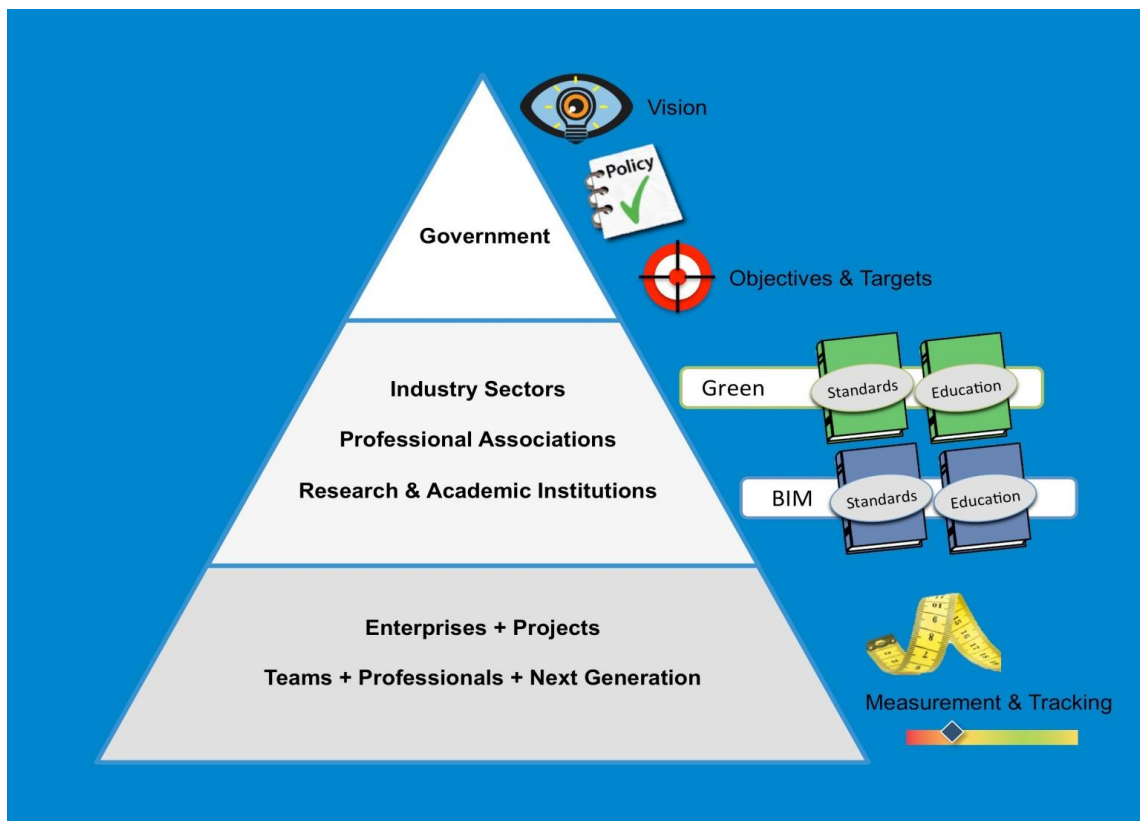 Vision
Policy
Government
Objectives & Targets
Industry Sectors
Professional Associations
Research & Academic Institutions
Green
Standards
Education
BIM
Standards
Education
Enterprises + Projects
Teams + Professionals + Next Generation
Measurement & Tracking